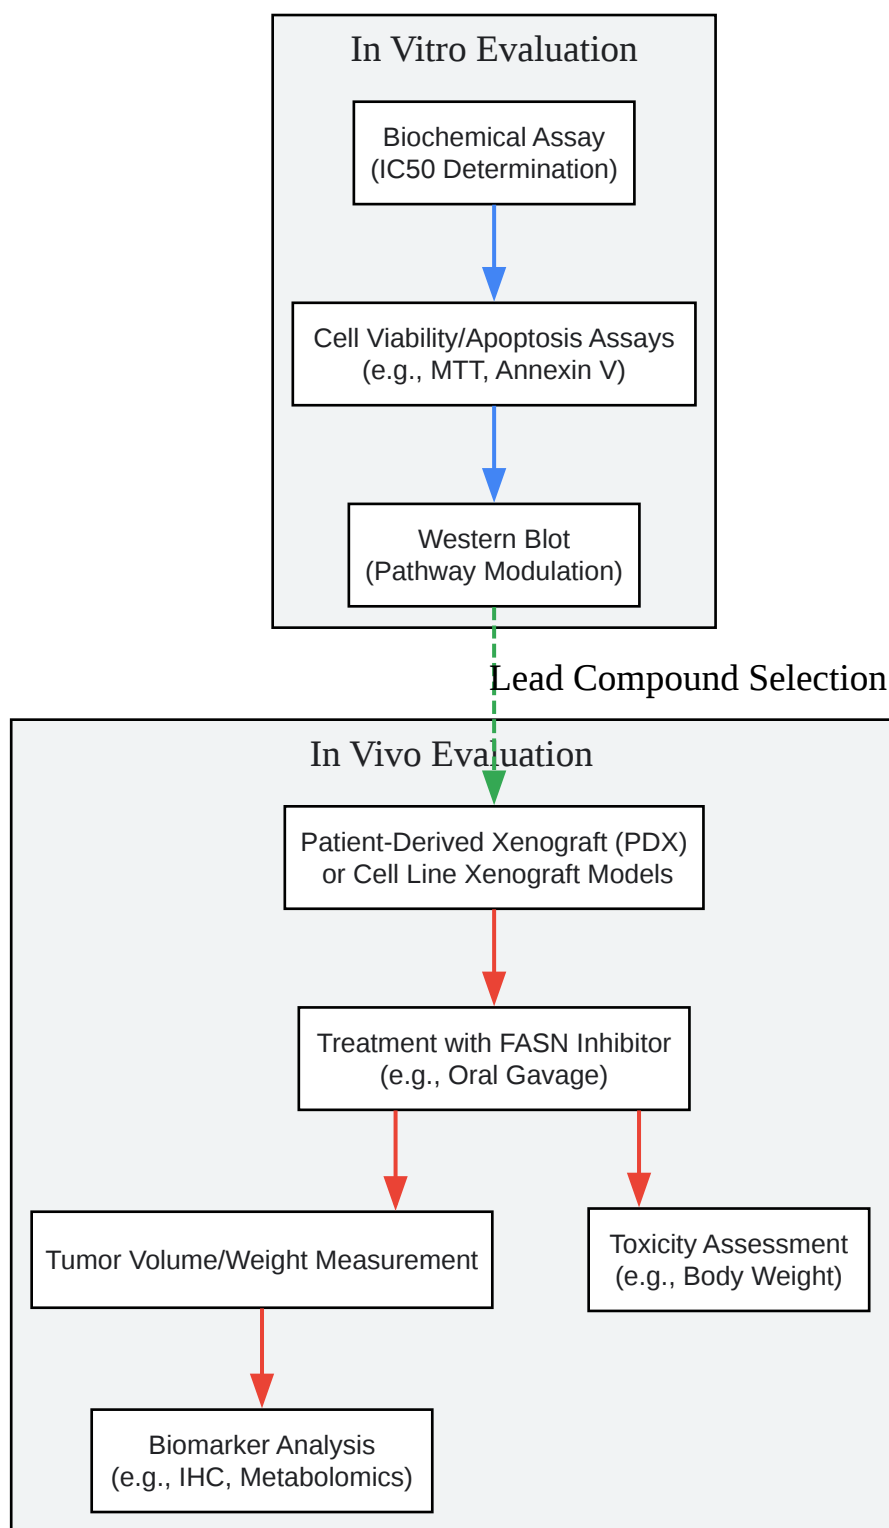 In Vitro Evaluation
Biochemical Assay
(IC50 Determination)
Cell Viability/Apoptosis Assays
(e.g., MTT, Annexin V)
Western Blot
(Pathway Modulation)
Lead Compound Selection
In Vivo Evaluation
Patient-Derived Xenograft (PDX)
or Cell Line Xenograft Models
Treatment with FASN Inhibitor
(e.g., Oral Gavage)
Tumor Volume/Weight Measurement
Toxicity Assessment
(e.g., Body Weight)
Biomarker Analysis
(e.g., IHC, Metabolomics)